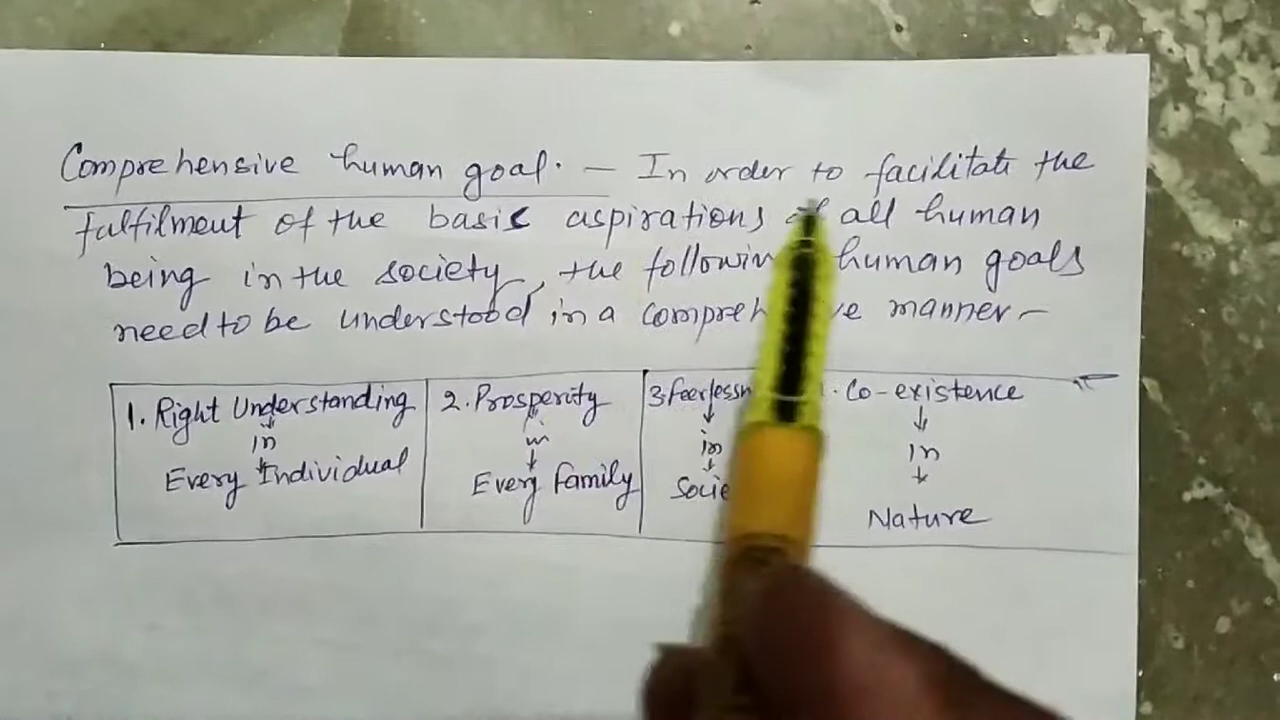 Comprehensive human goal. — In order to facilitate the
fulfilment of the basic aspirations of all human
being in the society, the following human goals
need to be understood in a manner –
1. Right Understanding 2. Prosperity 3. Co-existence
in in in in
Every Individual Every family Nature